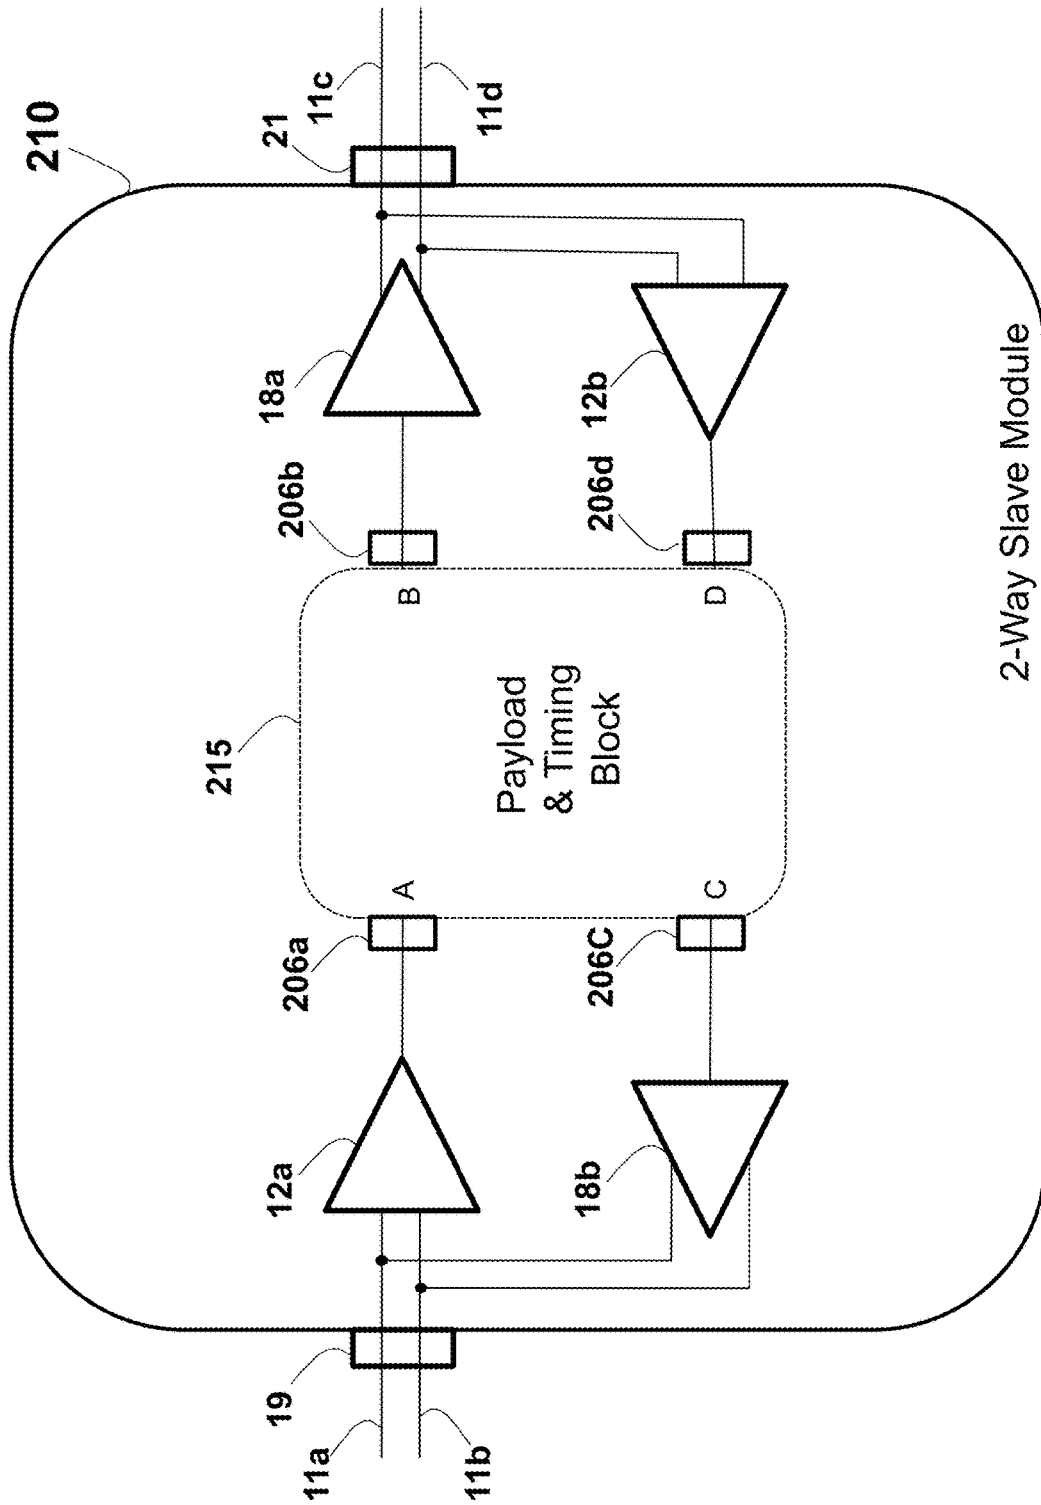 210
11a
11b
19
12a
206a
A
215
Payload
& Timing
Block
B
206b
18a
21
11c
11d
18b
206C
C
D
206d
12b
2-Way Slave Module